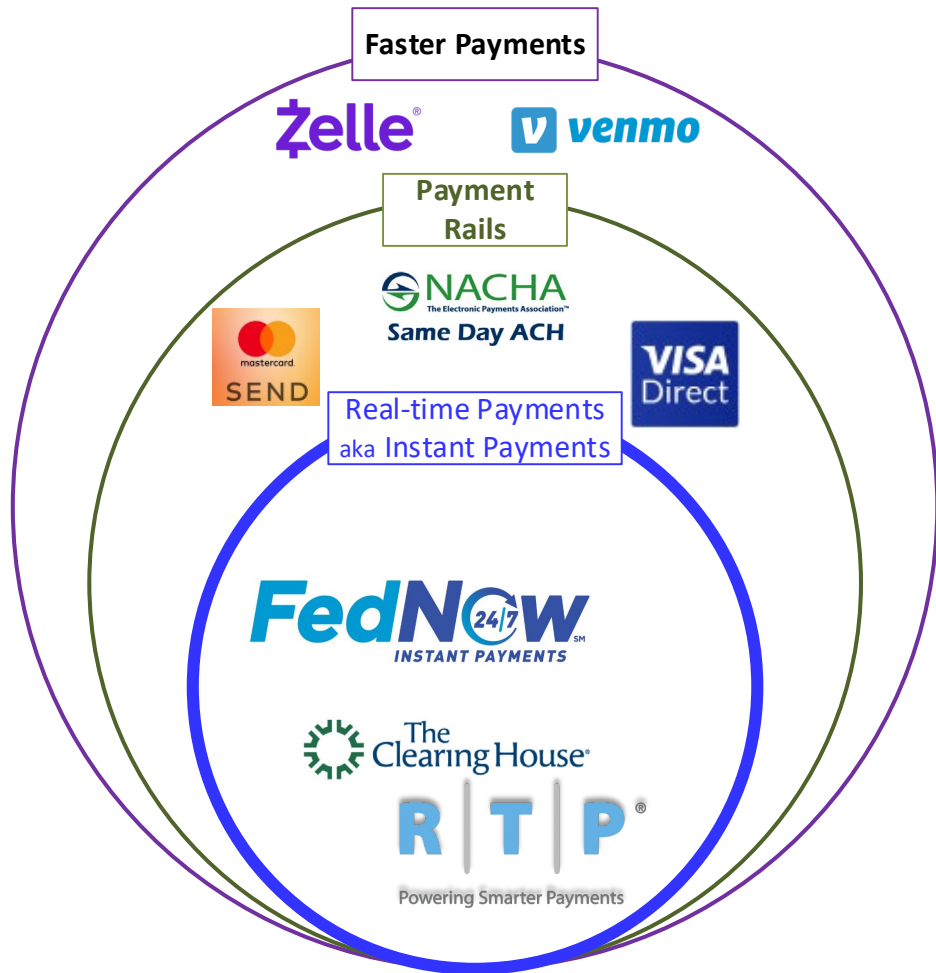 Faster Payments
Zelle®
V venmo
Payment
Rails
NACHA
The Electronic Payments Association™
Same Day ACH
mastercard.
SEND
VISA
Direct
Real-time Payments
aka Instant Payments
FedNow 24/7 SM
INSTANT PAYMENTS
The
Clearing House®
R|T|P®
Powering Smarter Payments